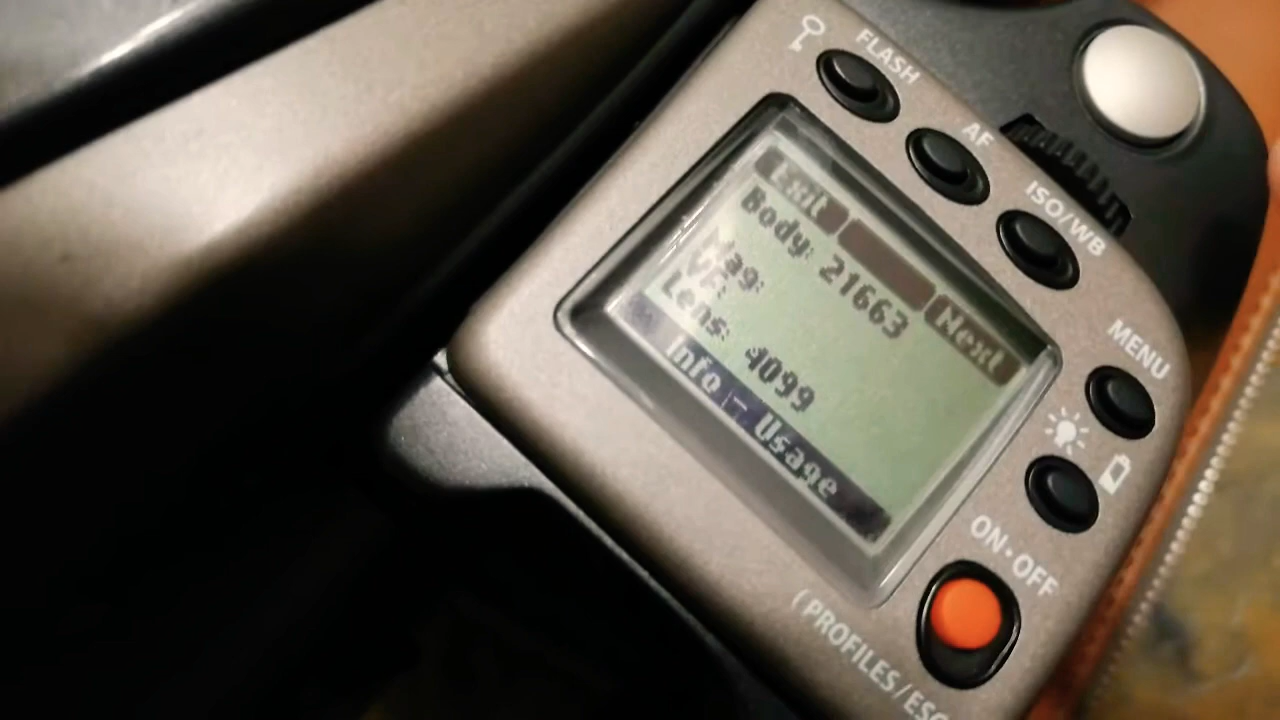 FLASH
AF
ISO/WB
MENU
ON•OFF
(PROFILES/ESC
Exit Next
Body: 21663
Mag:
VF:
Lens: 4099
Info - Usage